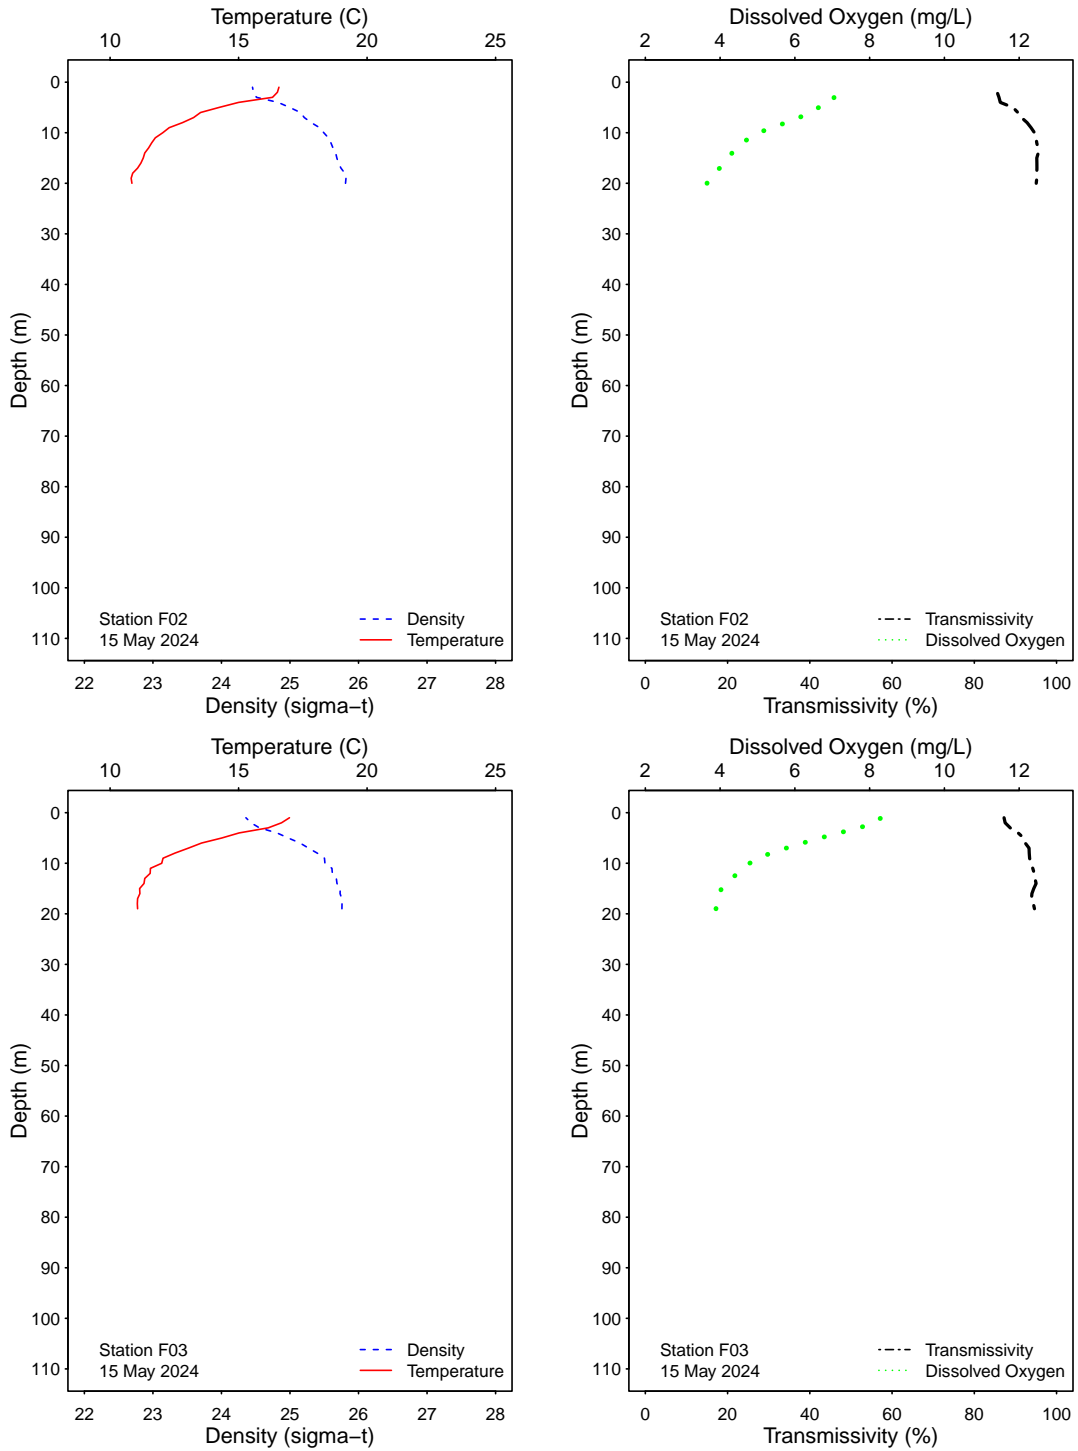 Temperature (C)
10 15 20 25
0
10
20
30
40
50
60
70
80
90
100
110
Depth (m)
Station F02
15 May 2024
Density
Temperature
22 23 24 25 26 27 28
Density (sigma−t)
Dissolved Oxygen (mg/L)
2 4 6 8 10 12
0
10
20
30
40
50
60
70
80
90
100
110
Depth (m)
Station F02
15 May 2024
Transmissivity
Dissolved Oxygen
0 20 40 60 80 100
Transmissivity (%)
Temperature (C)
10 15 20 25
0
10
20
30
40
50
60
70
80
90
100
110
Depth (m)
Station F03
15 May 2024
Density
Temperature
22 23 24 25 26 27 28
Density (sigma−t)
Dissolved Oxygen (mg/L)
2 4 6 8 10 12
0
10
20
30
40
50
60
70
80
90
100
110
Depth (m)
Station F03
15 May 2024
Transmissivity
Dissolved Oxygen
0 20 40 60 80 100
Transmissivity (%)